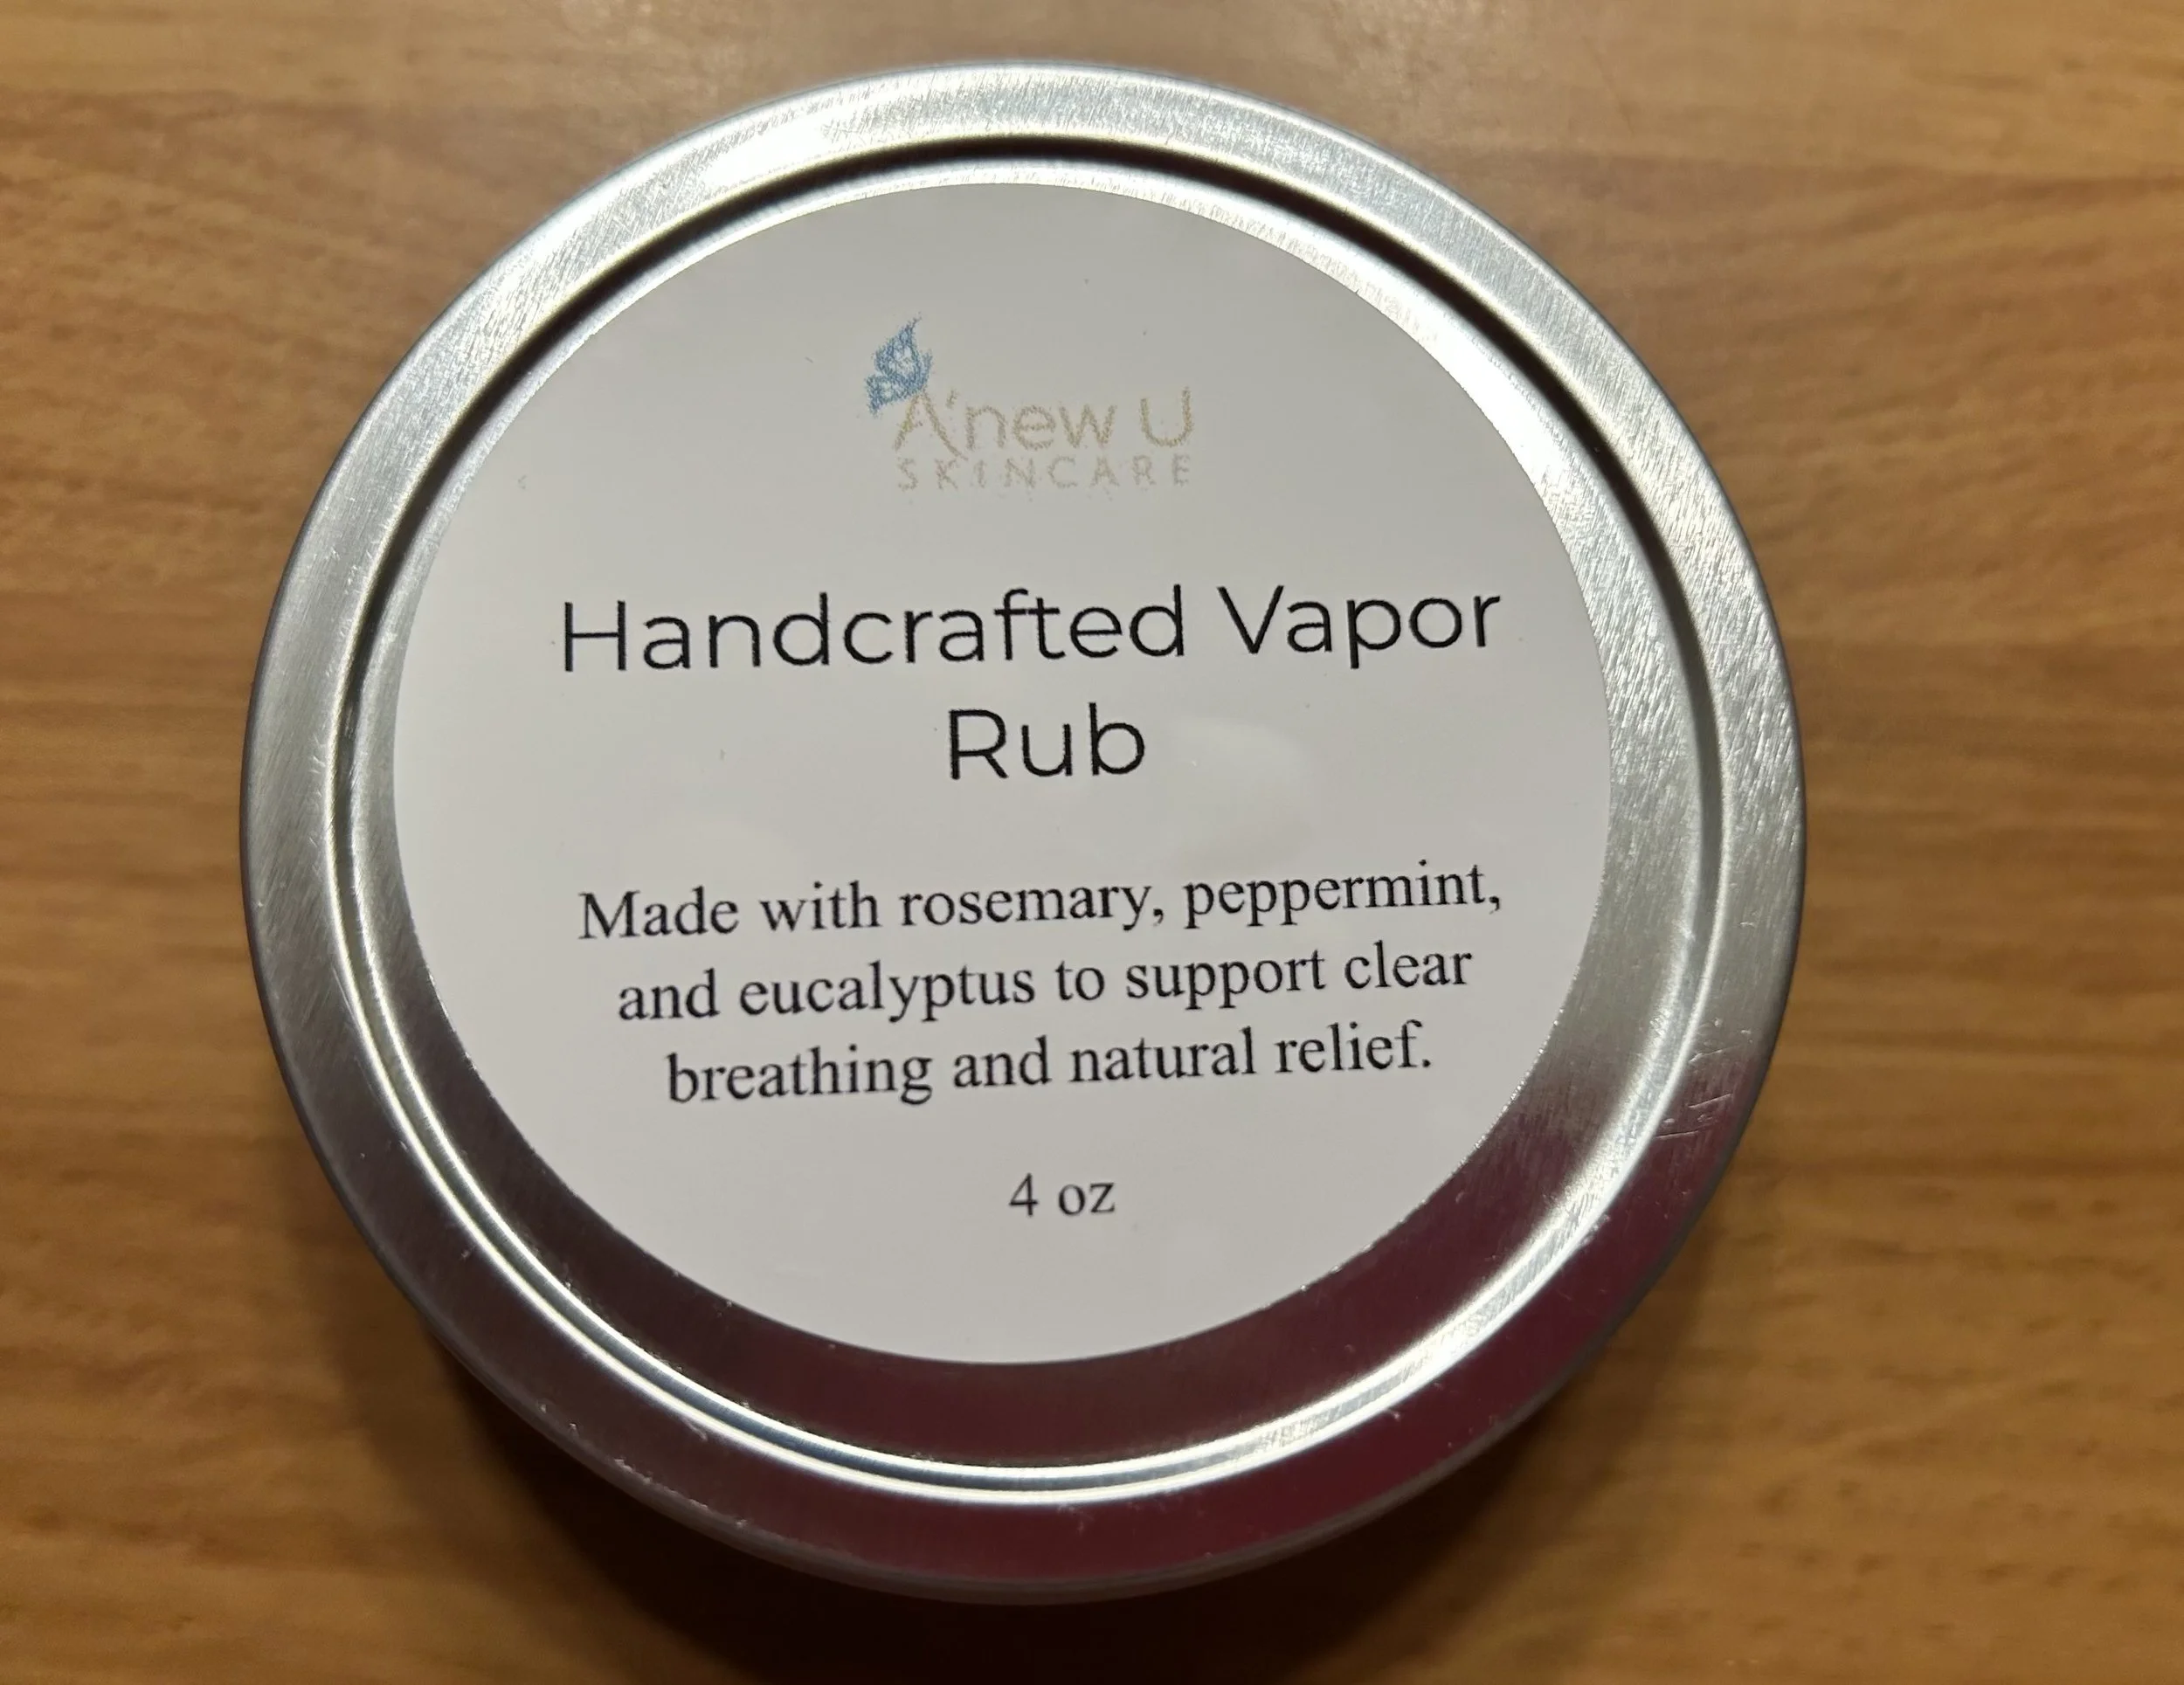 A'new U
SKINCARE
Handcrafted Vapor
Rub
Made with rosemary, peppermint,
and eucalyptus to support clear
breathing and natural relief.
4 oz